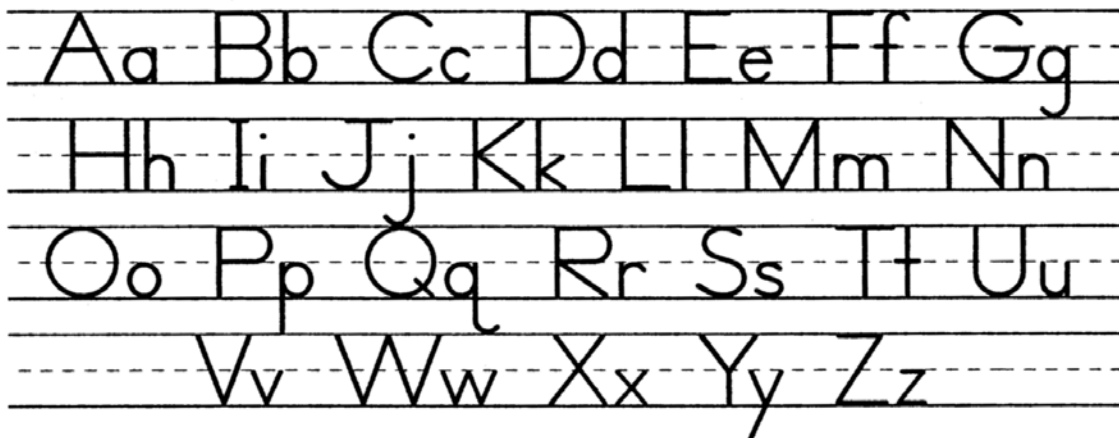 Aa Bb Cc Dd Ee Ff Gg
Hh Ii Jj Kk Ll Mm Nn
Oo Pp Qq Rr Ss Tt Uu
Vv Ww Xx Yy Zz